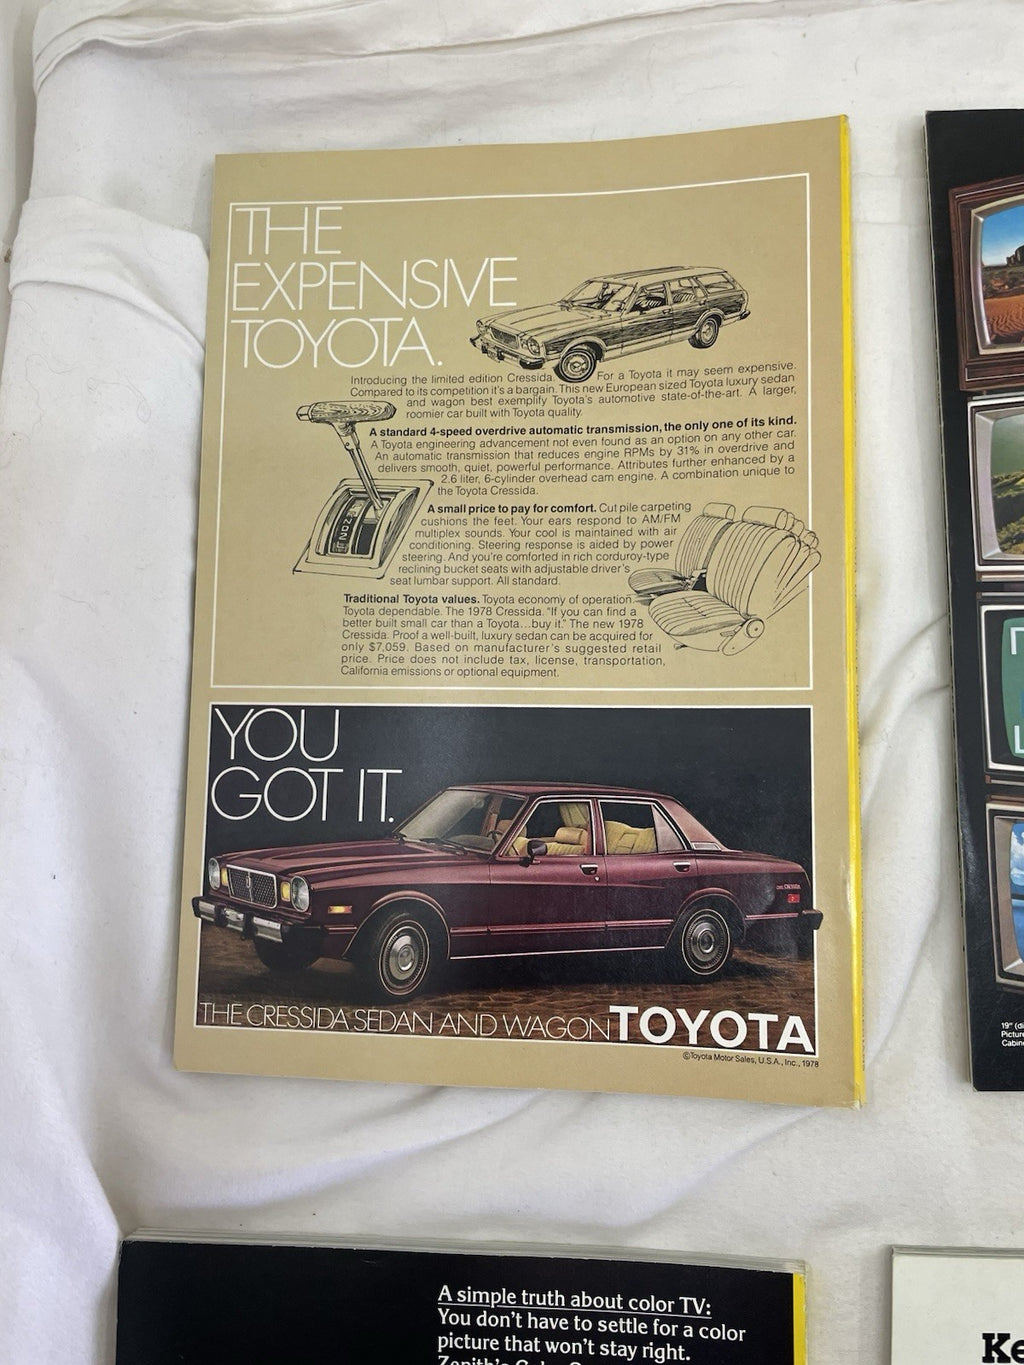 THE
EXPENSIVE
TOYOTA.
Introducing the limited edition Cressida. For a Toyota it may seem expensive.
Compared to its competition it's a bargain. This new European sized Toyota luxury sedan
and wagon best exemplify Toyota's automotive state-of-the-art. A larger,
roomier car built with Toyota quality.
A standard 4-speed overdrive automatic transmission, the only one of its kind.
A Toyota engineering advancement not even found as an option on any other car.
An automatic transmission that reduces engine RPMs by 31% in overdrive and
delivers smooth, quiet, powerful performance. Attributes further enhanced by a
2.6 liter, 6-cylinder overhead cam engine. A combination unique to
the Toyota Cressida.
A small price to pay for comfort. Cut pile carpeting
cushions the feet. Your ears respond to AM/FM
multiplex sounds. Your cool is maintained with air
conditioning. Steering response is aided by power
steering. And you're comforted in rich corduroy-type
reclining bucket seats with adjustable driver's
seat lumbar support. All standard.
Traditional Toyota values. Toyota economy of operation.
Toyota dependable. The 1978 Cressida. "If you can find a
better built small car than a Toyota...buy it." The new 1978
Cressida. Proof a well-built, luxury sedan can be acquired for
only $7,059. Based on manufacturer's suggested retail
price. Price does not include tax, license, transportation,
California emissions or optional equipment.
YOU
GOT IT.
THE CRESSIDA SEDAN AND WAGON TOYOTA
©Toyota Motor Sales, U.S.A., Inc., 1978
19" (di
Picture
Cabin
A simple truth about color TV:
You don't have to settle for a color
picture that won't stay right.
Ke